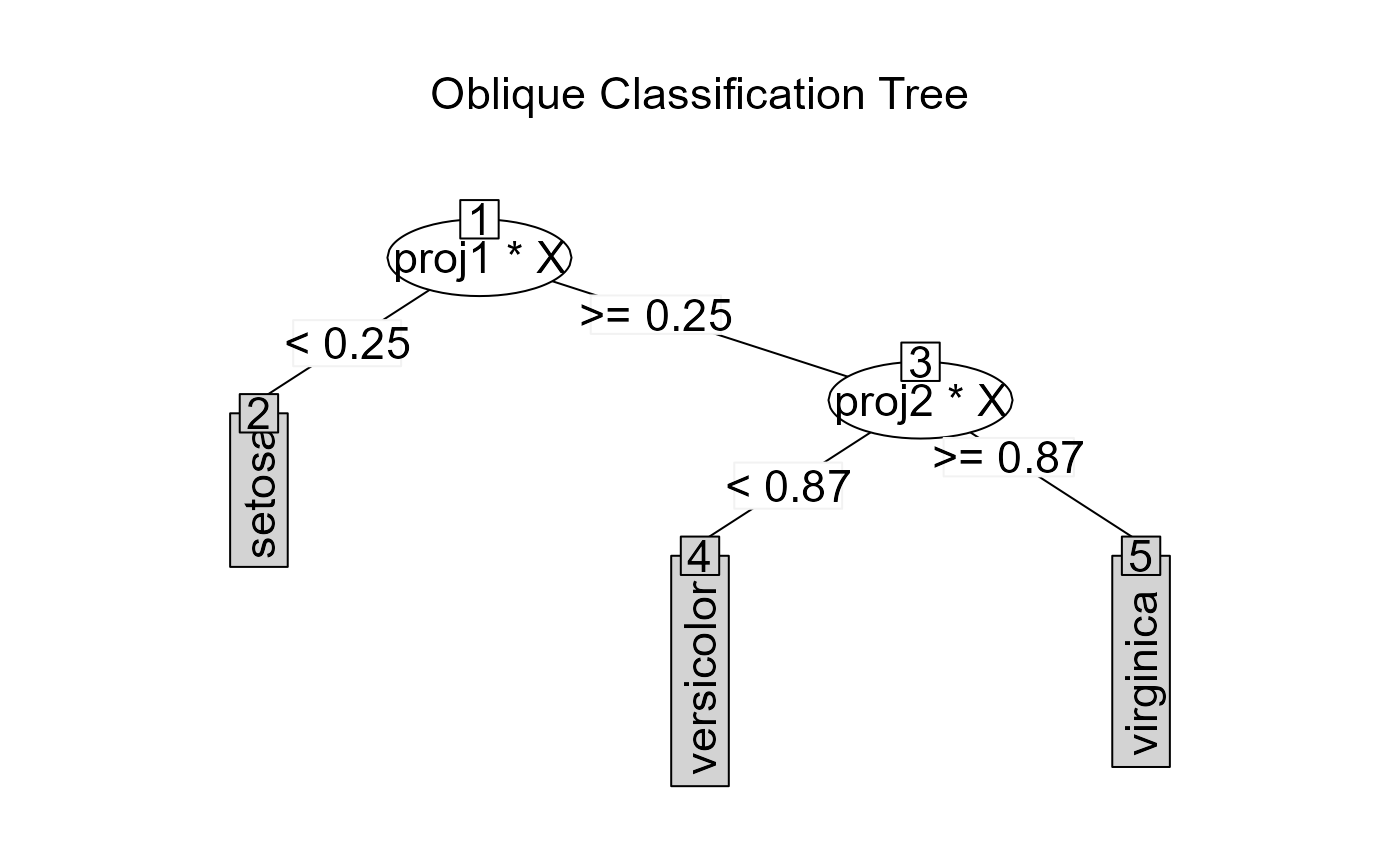 Oblique Classification Tree
1
proj1 * X
< 0.25
>= 0.25
3
proj2 * X
2
setosa
< 0.87
>= 0.87
4
versicolor
5
virginica